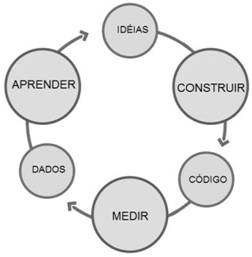 IDÉIAS
CONSTRUIR
CÓDIGO
MEDIR
DADOS
APRENDER